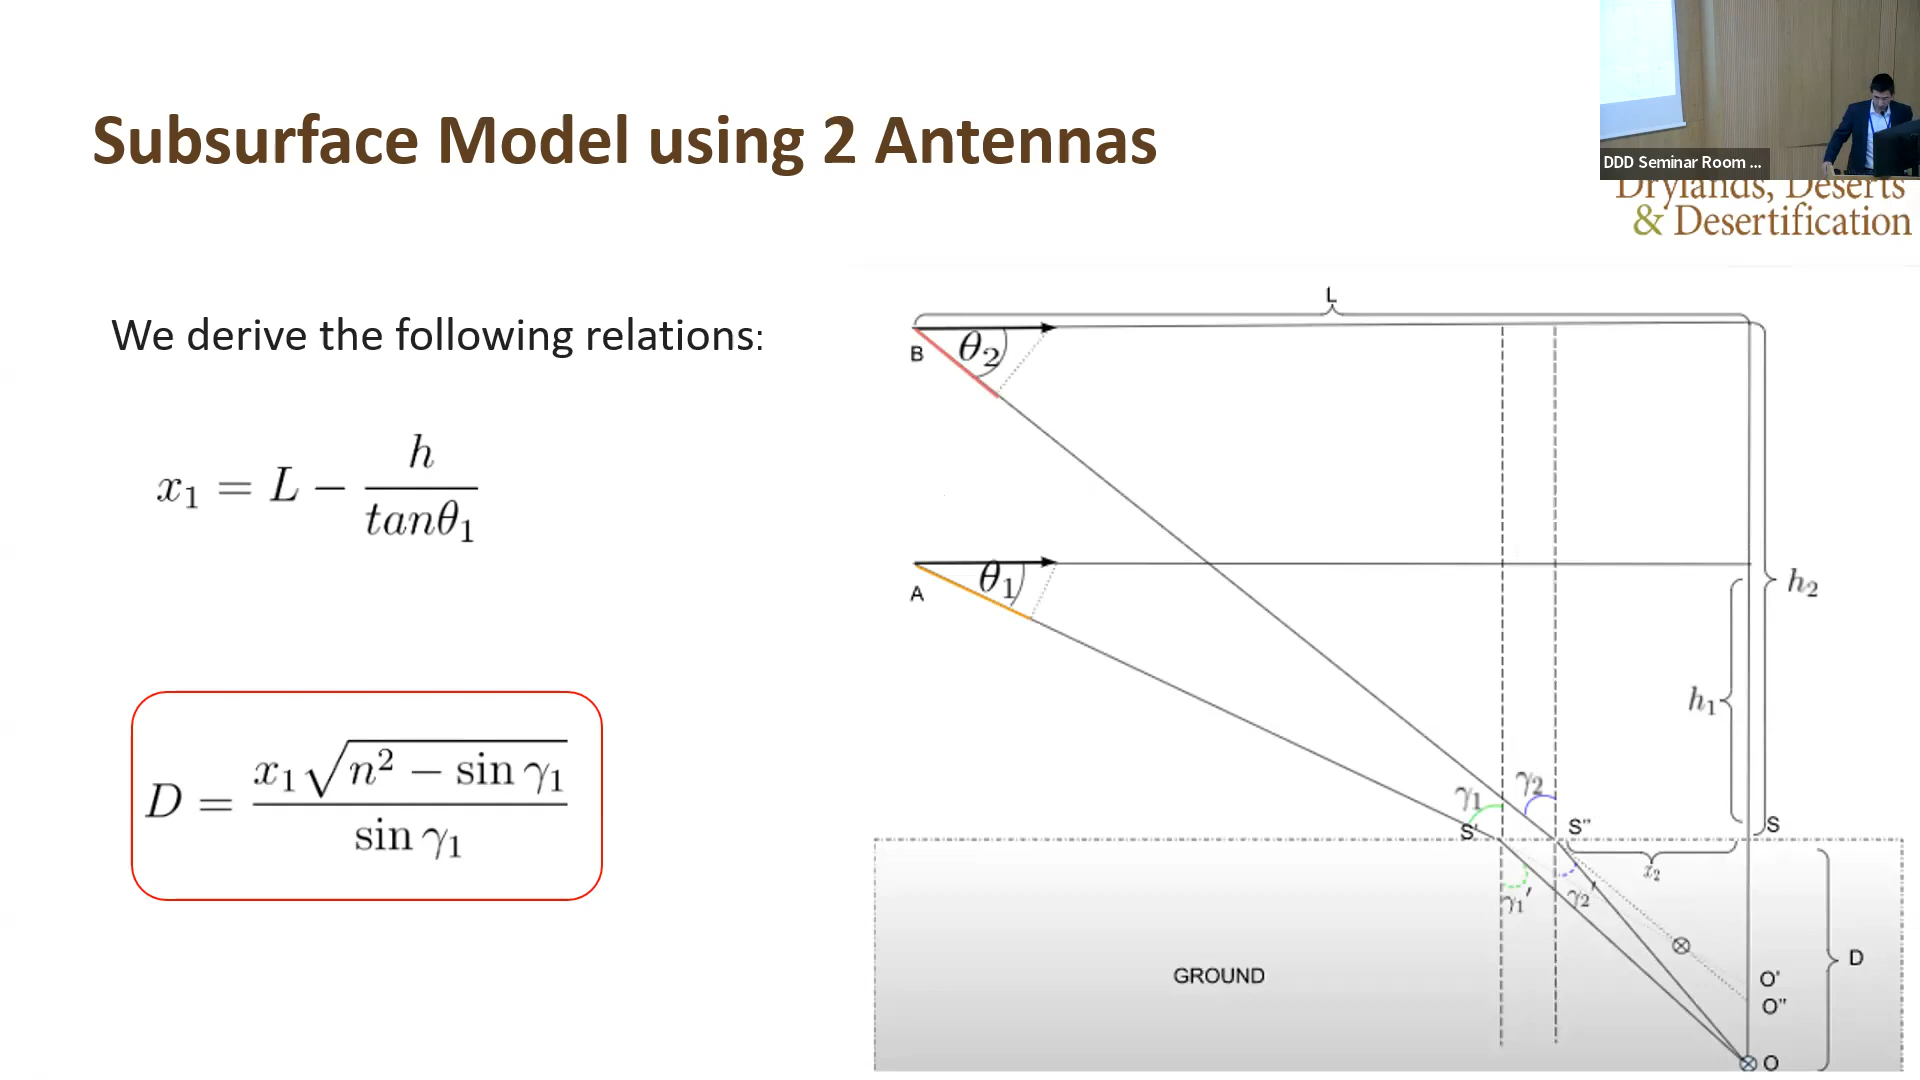 Subsurface Model using 2 Antennas
DDD Seminar Room ...
Drylands, Deserts
& Desertification
We derive the following relations:
x₁ = L − h / tanθ₁
D = x₁√(n² − sin γ₁) / sin γ₁
L
B
θ₂
A
θ₁
h₂
h₁
γ₁
γ₂
S'
S"
S
x₂
γ₁'
γ₂'
GROUND
D
O'
O"
O